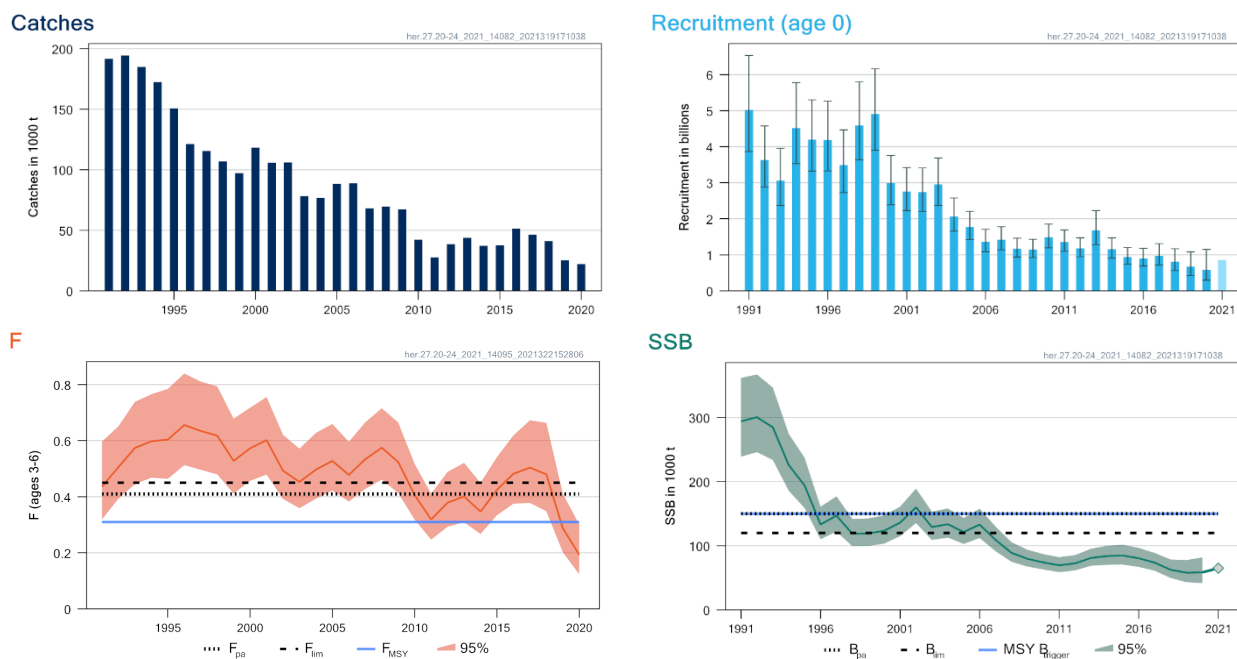 Catches
her.27.20-24_2021_14082_2021319171038
Catches in 1000 t
200
150
100
50
0
1995 2000 2005 2010 2015 2020
Recruitment (age 0)
her.27.20-24_2021_14082_2021319171038
Recruitment in billions
6
5
4
3
2
1
0
1991 1996 2001 2006 2011 2016 2021
F
her.27.20-24_2021_14095_2021322152806
F (ages 3-6)
0.8
0.6
0.4
0.2
0
1995 2000 2005 2010 2015 2020
Fpa Flim FMSY 95%
SSB
her.27.20-24_2021_14082_2021319171038
SSB in 1000 t
300
200
100
0
1991 1996 2001 2006 2011 2016 2021
Bpa Blim MSY Btrigger 95%